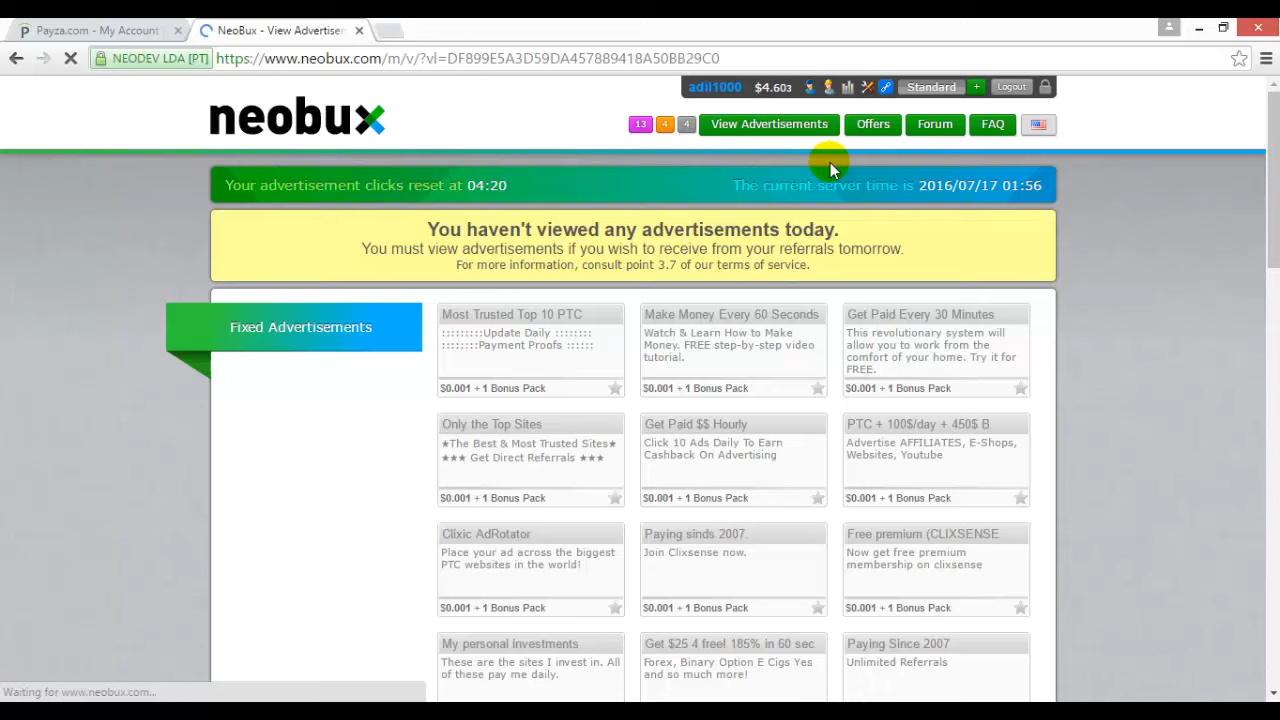 Payza.com - My Account
NeoBux - View Advertisem
NEODEV LDA [PT]
https://www.neobux.com/m/v/?vl=DF899E5A3D59DA457889418A50BB29C0
adil1000 $4.603 Standard + Logout
neobux
13 4 4 View Advertisements Offers Forum FAQ
Your advertisement clicks reset at 04:20
The current server time is 2016/07/17 01:56
You haven't viewed any advertisements today.
You must view advertisements if you wish to receive from your referrals tomorrow.
For more information, consult point 3.7 of our terms of service.
Fixed Advertisements
Most Trusted Top 10 PTC
:::::::::Update Daily ::::::::
::::::::Payment Proofs ::::::
$0.001 + 1 Bonus Pack
Make Money Every 60 Seconds
Watch & Learn How to Make
Money. FREE step-by-step video
tutorial.
$0.001 + 1 Bonus Pack
Get Paid Every 30 Minutes
This revolutionary system will
allow you to work from the
comfort of your home. Try it for
FREE.
$0.001 + 1 Bonus Pack
Only the Top Sites
★The Best & Most Trusted Sites★
★★★ Get Direct Referrals ★★★
$0.001 + 1 Bonus Pack
Get Paid $$ Hourly
Click 10 Ads Daily To Earn
Cashback On Advertising
$0.001 + 1 Bonus Pack
PTC + 100$/day + 450$ B
Advertise AFFILIATES, E-Shops,
Websites, Youtube
$0.001 + 1 Bonus Pack
Clixic AdRotator
Place your ad across the biggest
PTC websites in the world!
$0.001 + 1 Bonus Pack
Paying sinds 2007.
Join Clixsense now.
$0.001 + 1 Bonus Pack
Free premium (CLIXSENSE
Now get free premium
membership on clixsense
$0.001 + 1 Bonus Pack
My personal investments
These are the sites I invest in. All
of these pay me daily.
Get $25 4 free! 185% in 60 sec
Forex, Binary Option E Cigs Yes
and so much more!
Paying Since 2007
Unlimited Referrals
Waiting for www.neobux.com...